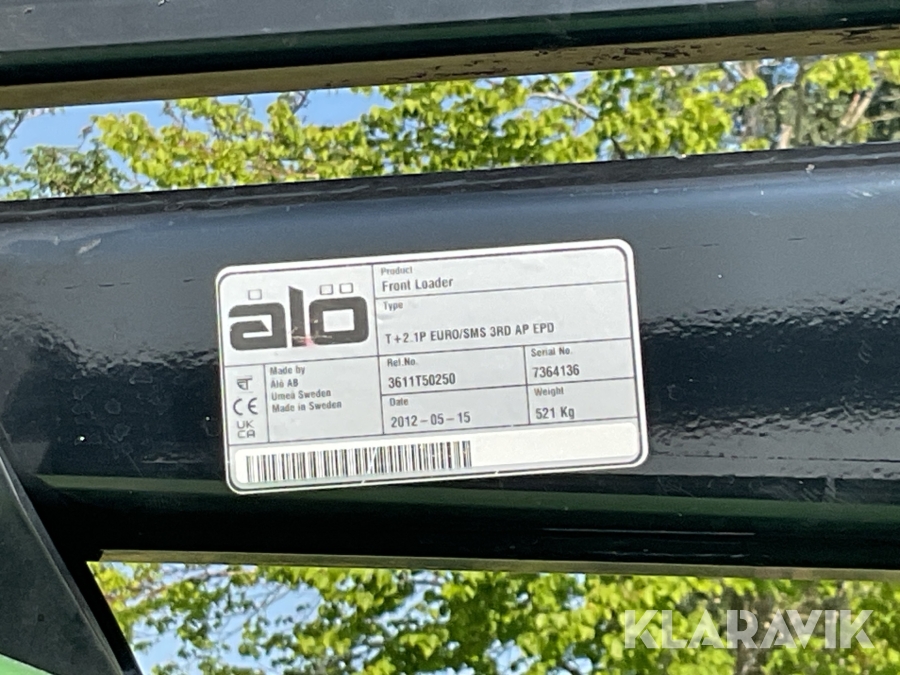 älö
Product
Front Loader
Type
T+2.1P EURO/SMS 3RD AP EPD
Made by
Ålö AB
Umeå Sweden
Made in Sweden
CE
UK
CA
Ref.No.
3611T50250
Serial No.
7364136
Date
2012-05-15
Weight
521 Kg
KLARAVIK